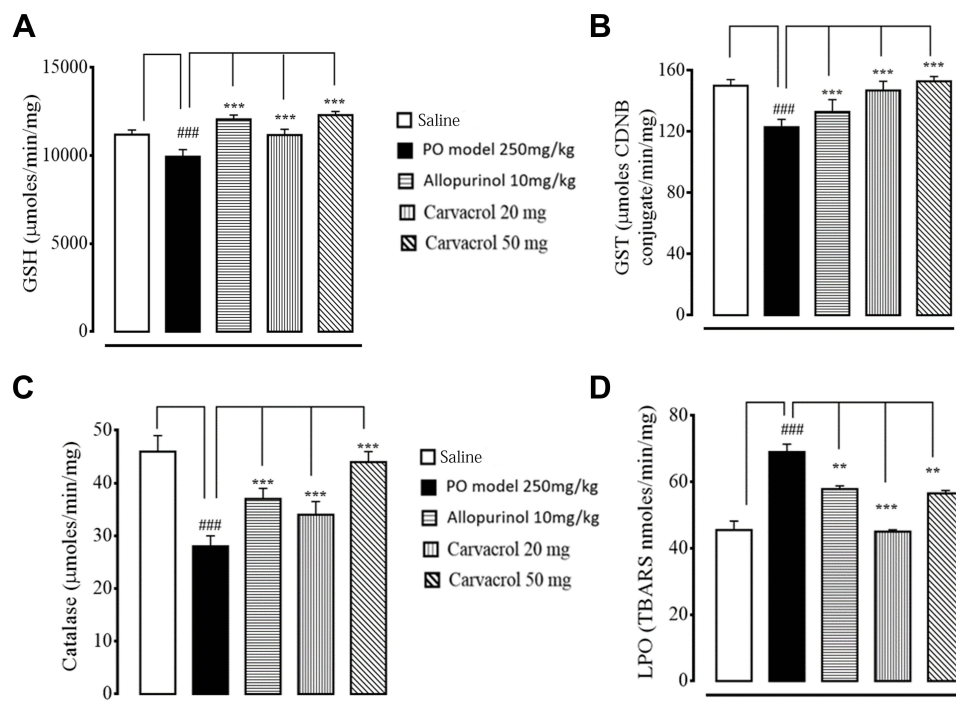 A
GSH (µmoles/min/mg)
15000
10000
5000
0
###
***
***
***
Saline
PO model 250mg/kg
Allopurinol 10mg/kg
Carvacrol 20 mg
Carvacrol 50 mg
B
GST (µmoles CDNB
conjugate/min/mg)
160
120
80
40
0
###
***
***
***
C
Catalase (µmoles/min/mg)
50
40
30
20
10
0
###
***
***
***
Saline
PO model 250mg/kg
Allopurinol 10mg/kg
Carvacrol 20 mg
Carvacrol 50 mg
D
LPO (TBARS nmoles/min/mg)
80
60
40
20
0
###
**
***
**